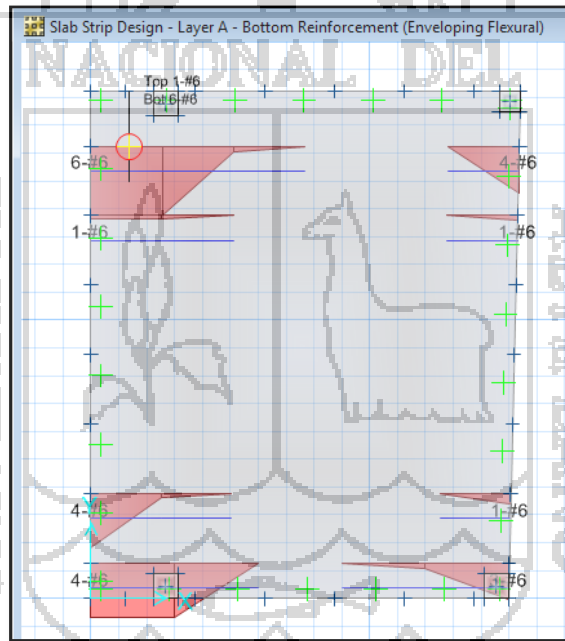 Slab Strip Design - Layer A - Bottom Reinforcement (Enveloping Flexural)
NACIONAL DEL
Top 1-#6
Bot 6-#6
6-#6
4-#6
1-#6
1-#6
4-#6
1-#6
4-#6
#6